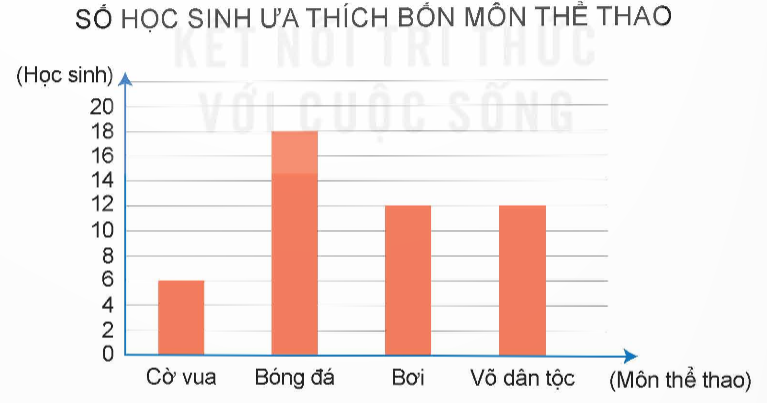 SỐ HỌC SINH ƯA THÍCH BỐN MÔN THỂ THAO
KẾT NỐI TRI THỨC
VỚI CUỘC SỐNG
(Học sinh)
20
18
16
14
12
10
8
6
4
2
0
Cờ vua Bóng đá Bơi Võ dân tộc (Môn thể thao)